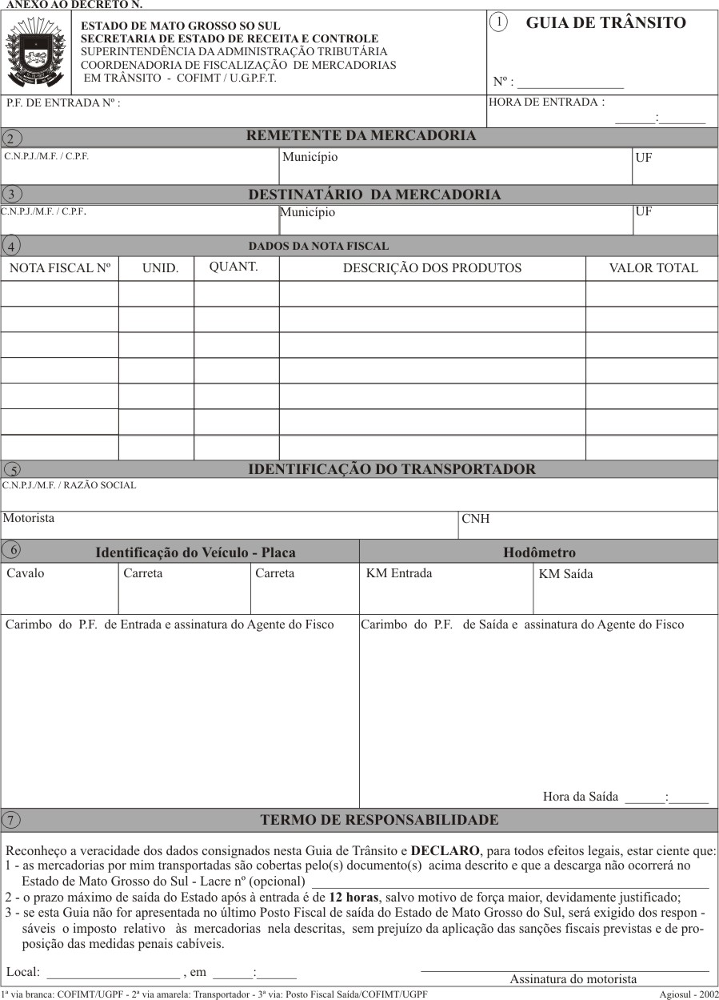 ANEXO AO DECRETO N.
ESTADO DE MATO GROSSO SO SUL
SECRETARIA DE ESTADO DE RECEITA E CONTROLE
SUPERINTENDÊNCIA DA ADMINISTRAÇÃO TRIBUTÁRIA
COORDENADORIA DE FISCALIZAÇÃO DE MERCADORIAS
EM TRÂNSITO - COFIMT / U.G.P.F.T.
1 GUIA DE TRÂNSITO
Nº : ________________
P.F. DE ENTRADA Nº :
HORA DE ENTRADA :
______:_______
2 REMETENTE DA MERCADORIA
C.N.P.J./M.F. / C.P.F. Município UF
3 DESTINATÁRIO DA MERCADORIA
C.N.P.J./M.F. / C.P.F. Município UF
4 DADOS DA NOTA FISCAL
NOTA FISCAL Nº UNID. QUANT. DESCRIÇÃO DOS PRODUTOS VALOR TOTAL
5 IDENTIFICAÇÃO DO TRANSPORTADOR
C.N.P.J./M.F. / RAZÃO SOCIAL
Motorista CNH
6 Identificação do Veículo - Placa Hodômetro
Cavalo Carreta Carreta KM Entrada KM Saída
Carimbo do P.F. de Entrada e assinatura do Agente do Fisco Carimbo do P.F. de Saída e assinatura do Agente do Fisco
Hora da Saída ______:______
7 TERMO DE RESPONSABILIDADE
Reconheço a veracidade dos dados consignados nesta Guia de Trânsito e DECLARO, para todos efeitos legais, estar ciente que:
1 - as mercadorias por mim transportadas são cobertas pelo(s) documento(s) acima descrito e que a descarga não ocorrerá no
Estado de Mato Grosso do Sul - Lacre nº (opcional) ____________________
2 - o prazo máximo de saída do Estado após à entrada é de 12 horas, salvo motivo de força maior, devidamente justificado;
3 - se esta Guia não for apresentada no último Posto Fiscal de saída do Estado de Mato Grosso do Sul, será exigido dos respon -
sáveis o imposto relativo às mercadorias nela descritas, sem prejuízo da aplicação das sanções fiscais previstas e de pro-
posição das medidas penais cabíveis.
Local: ____________________ , em ______:______
Assinatura do motorista
1ª via branca: COFIMT/UGPF - 2ª via amarela: Transportador - 3ª via: Posto Fiscal Saída/COFIMT/UGPF Agiosul - 2002